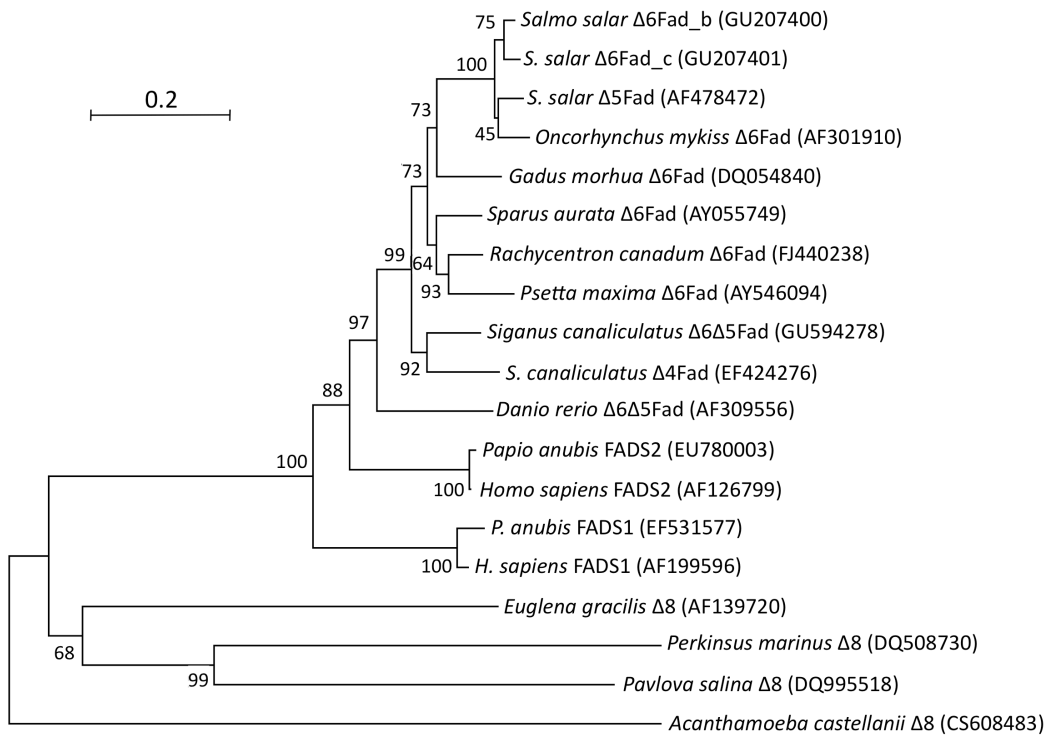 75 Salmo salar Δ6Fad_b (GU207400)
S. salar Δ6Fad_c (GU207401)
100
0.2
S. salar Δ5Fad (AF478472)
73
45 Oncorhynchus mykiss Δ6Fad (AF301910)
73
Gadus morhua Δ6Fad (DQ054840)
Sparus aurata Δ6Fad (AY055749)
99 64 Rachycentron canadum Δ6Fad (FJ440238)
93 Psetta maxima Δ6Fad (AY546094)
97
Siganus canaliculatus Δ6Δ5Fad (GU594278)
92 S. canaliculatus Δ4Fad (EF424276)
88
Danio rerio Δ6Δ5Fad (AF309556)
Papio anubis FADS2 (EU780003)
100
100 Homo sapiens FADS2 (AF126799)
P. anubis FADS1 (EF531577)
100 H. sapiens FADS1 (AF199596)
Euglena gracilis Δ8 (AF139720)
68
Perkinsus marinus Δ8 (DQ508730)
99 Pavlova salina Δ8 (DQ995518)
Acanthamoeba castellanii Δ8 (CS608483)